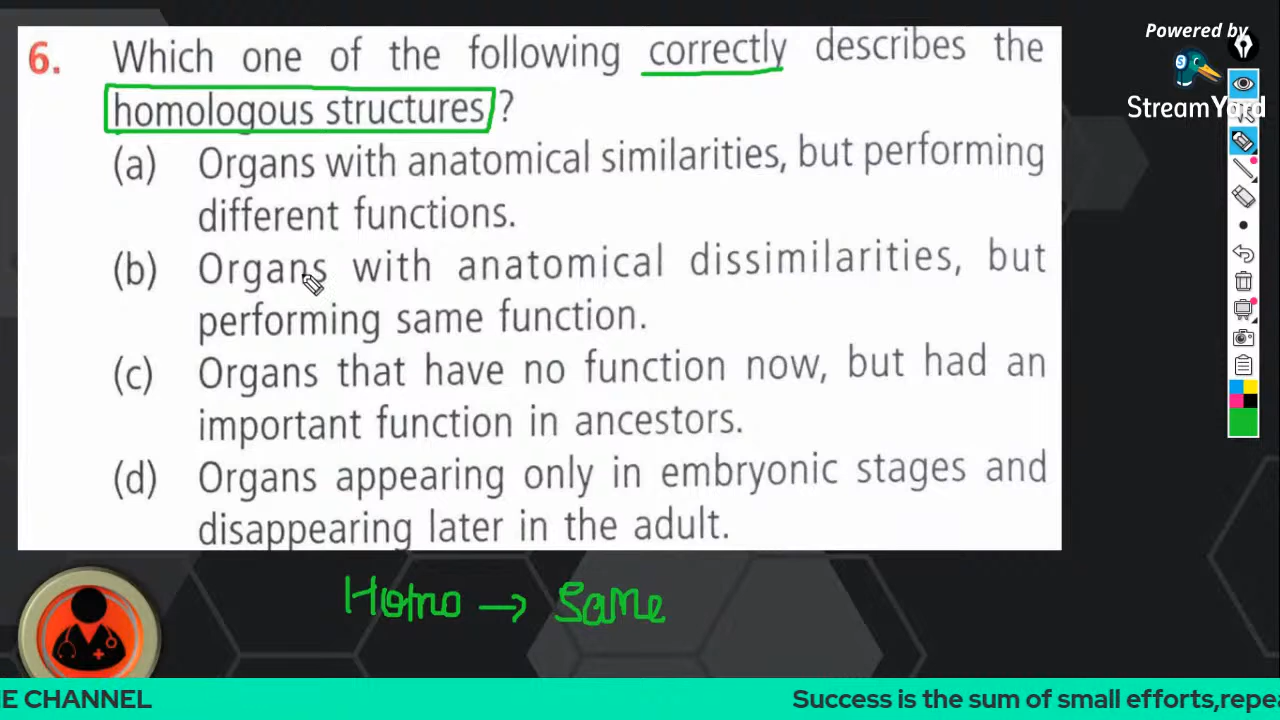 Powered by
StreamYard
6. Which one of the following correctly describes the
homologous structures ?
(a) Organs with anatomical similarities, but performing
different functions.
(b) Organs with anatomical dissimilarities, but
performing same function.
(c) Organs that have no function now, but had an
important function in ancestors.
(d) Organs appearing only in embryonic stages and
disappearing later in the adult.
Homo → Same
E CHANNEL
Success is the sum of small efforts,repe